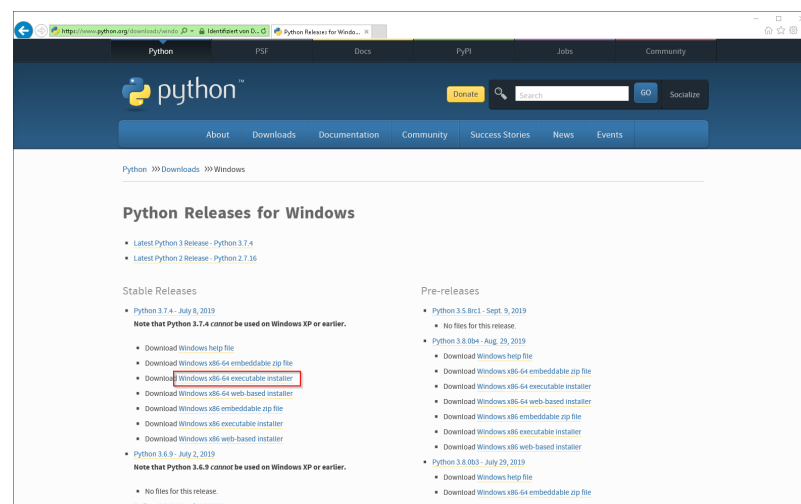 https://www.python.org/downloads/windo
Identifiziert von D...
Python Releases for Windo...
Python PSF Docs PyPI Jobs Community
python™
Donate Search GO Socialize
About Downloads Documentation Community Success Stories News Events
Python >>> Downloads >>> Windows
Python Releases for Windows
Latest Python 3 Release - Python 3.7.4
Latest Python 2 Release - Python 2.7.16
Stable Releases
Python 3.7.4 - July 8, 2019
Note that Python 3.7.4 cannot be used on Windows XP or earlier.
Download Windows help file
Download Windows x86-64 embeddable zip file
Download Windows x86-64 executable installer
Download Windows x86-64 web-based installer
Download Windows x86 embeddable zip file
Download Windows x86 executable installer
Download Windows x86 web-based installer
Python 3.6.9 - July 2, 2019
Note that Python 3.6.9 cannot be used on Windows XP or earlier.
No files for this release.
Pre-releases
Python 3.5.8rc1 - Sept. 9, 2019
No files for this release.
Python 3.8.0b4 - Aug. 29, 2019
Download Windows help file
Download Windows x86-64 embeddable zip file
Download Windows x86-64 executable installer
Download Windows x86-64 web-based installer
Download Windows x86 embeddable zip file
Download Windows x86 executable installer
Download Windows x86 web-based installer
Python 3.8.0b3 - July 29, 2019
Download Windows help file
Download Windows x86-64 embeddable zip file